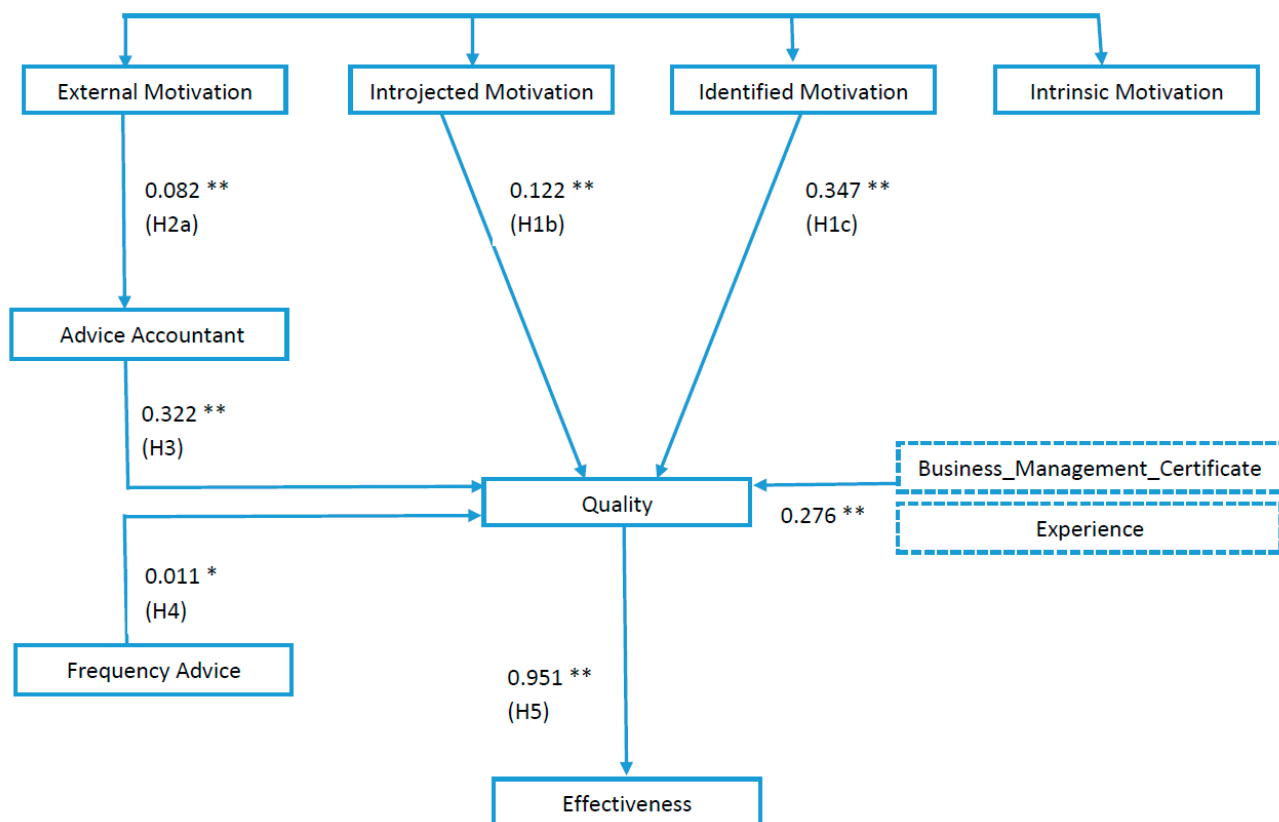 External Motivation
Introjected Motivation
Identified Motivation
Intrinsic Motivation
0.082 **
(H2a)
0.122 **
(H1b)
0.347 **
(H1c)
Advice Accountant
0.322 **
(H3)
Business_Management_Certificate
Quality
0.276 **
Experience
0.011 *
(H4)
Frequency Advice
0.951 **
(H5)
Effectiveness